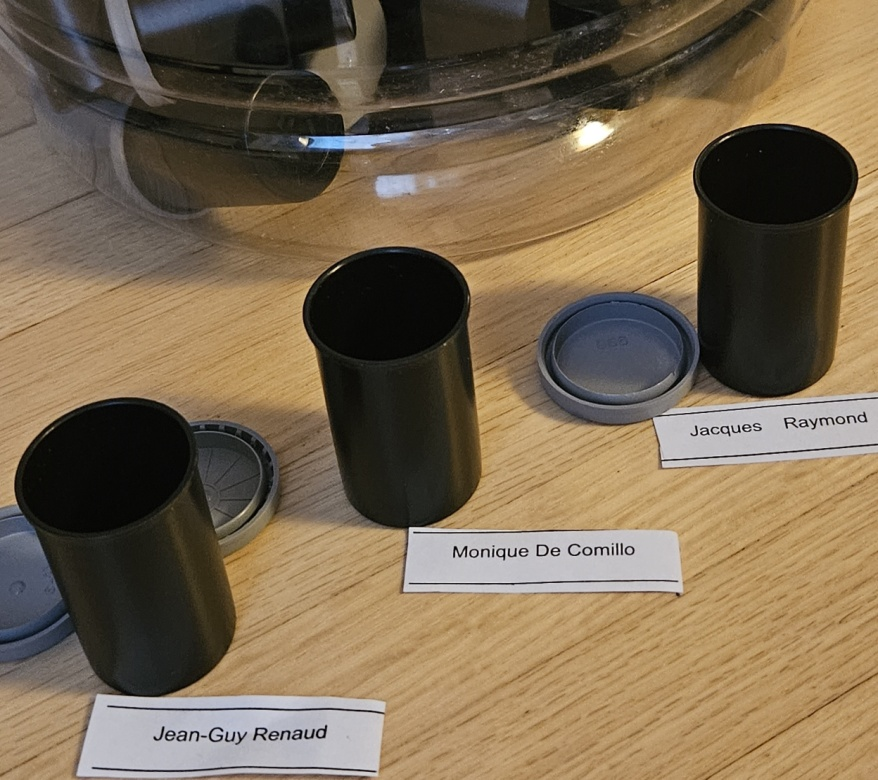 Jacques Raymond
Monique De Comillo
Jean-Guy Renaud